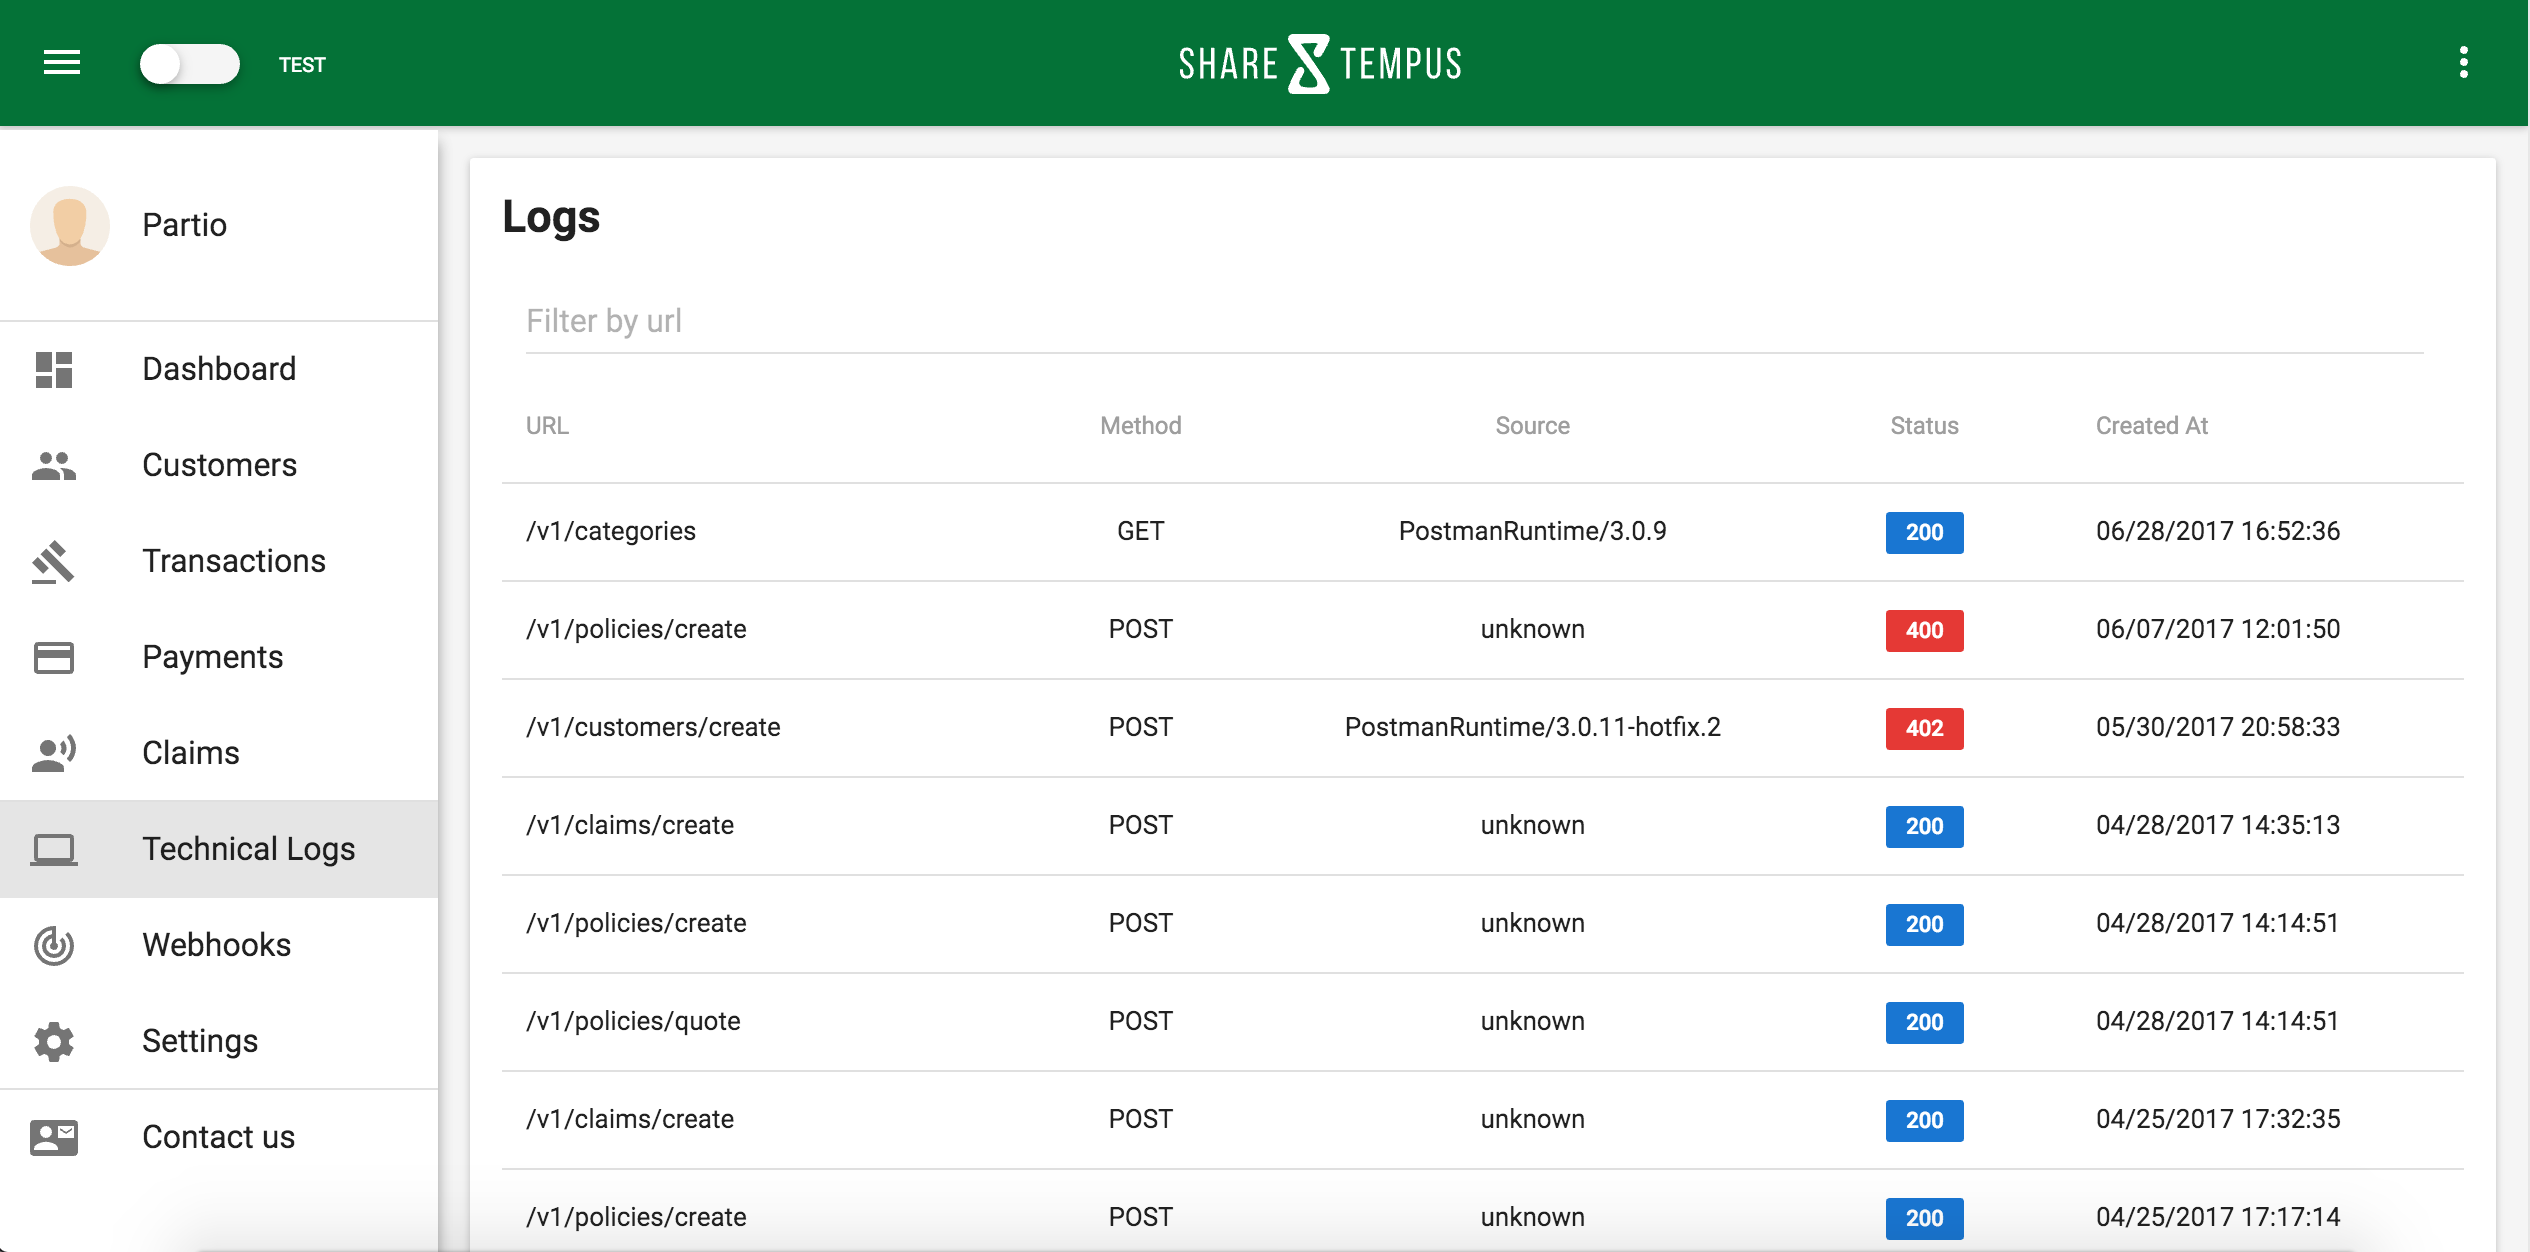 TEST
SHARE TEMPUS
Partio
Dashboard
Customers
Transactions
Payments
Claims
Technical Logs
Webhooks
Settings
Contact us
Logs
Filter by url
URL Method Source Status Created At
/v1/categories GET PostmanRuntime/3.0.9 200 06/28/2017 16:52:36
/v1/policies/create POST unknown 400 06/07/2017 12:01:50
/v1/customers/create POST PostmanRuntime/3.0.11-hotfix.2 402 05/30/2017 20:58:33
/v1/claims/create POST unknown 200 04/28/2017 14:35:13
/v1/policies/create POST unknown 200 04/28/2017 14:14:51
/v1/policies/quote POST unknown 200 04/28/2017 14:14:51
/v1/claims/create POST unknown 200 04/25/2017 17:32:35
/v1/policies/create POST unknown 200 04/25/2017 17:17:14